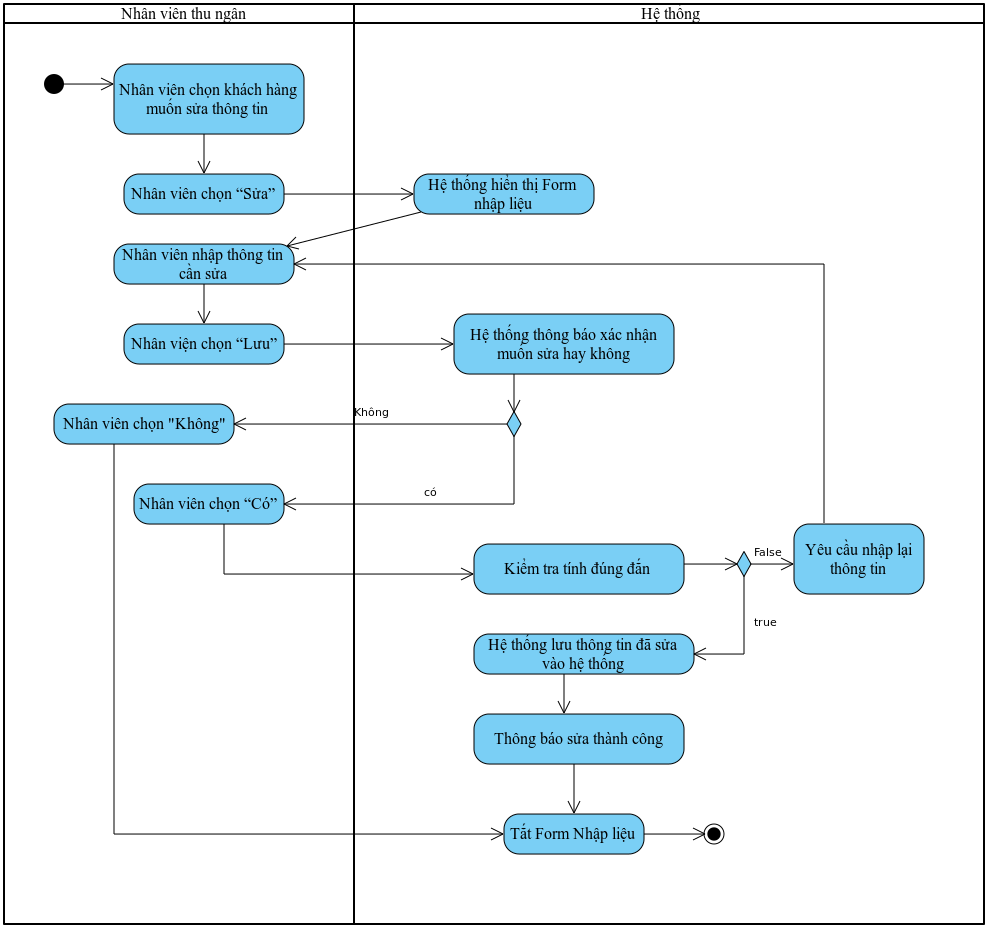 Nhân viên thu ngân
Hệ thống
Nhân viên chọn khách hàng
muốn sửa thông tin
Nhân viên chọn “Sửa”
Hệ thống hiển thị Form
nhập liệu
Nhân viên nhập thông tin
cần sửa
Nhân viện chọn “Lưu”
Hệ thống thông báo xác nhận
muốn sửa hay không
Không
Nhân viên chọn "Không"
có
Nhân viên chọn “Có”
Kiểm tra tính đúng đắn
False
Yêu cầu nhập lại
thông tin
true
Hệ thống lưu thông tin đã sửa
vào hệ thống
Thông báo sửa thành công
Tắt Form Nhập liệu